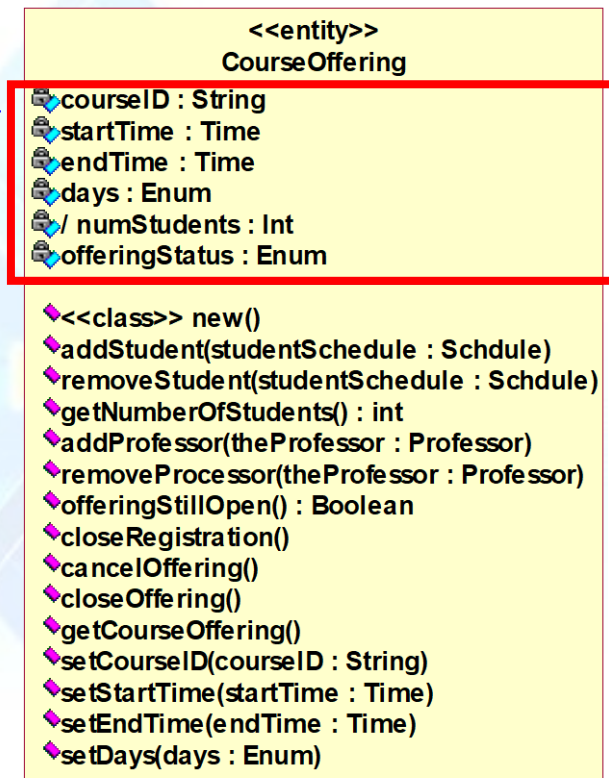 <<entity>>
CourseOffering
courseID : String
startTime : Time
endTime : Time
days : Enum
/ numStudents : Int
offeringStatus : Enum
<<class>> new()
addStudent(studentSchedule : Schdule)
removeStudent(studentSchedule : Schdule)
getNumberOfStudents() : int
addProfessor(theProfessor : Professor)
removeProcessor(theProfessor : Professor)
offeringStillOpen() : Boolean
closeRegistration()
cancelOffering()
closeOffering()
getCourseOffering()
setCourseID(courseID : String)
setStartTime(startTime : Time)
setEndTime(endTime : Time)
setDays(days : Enum)